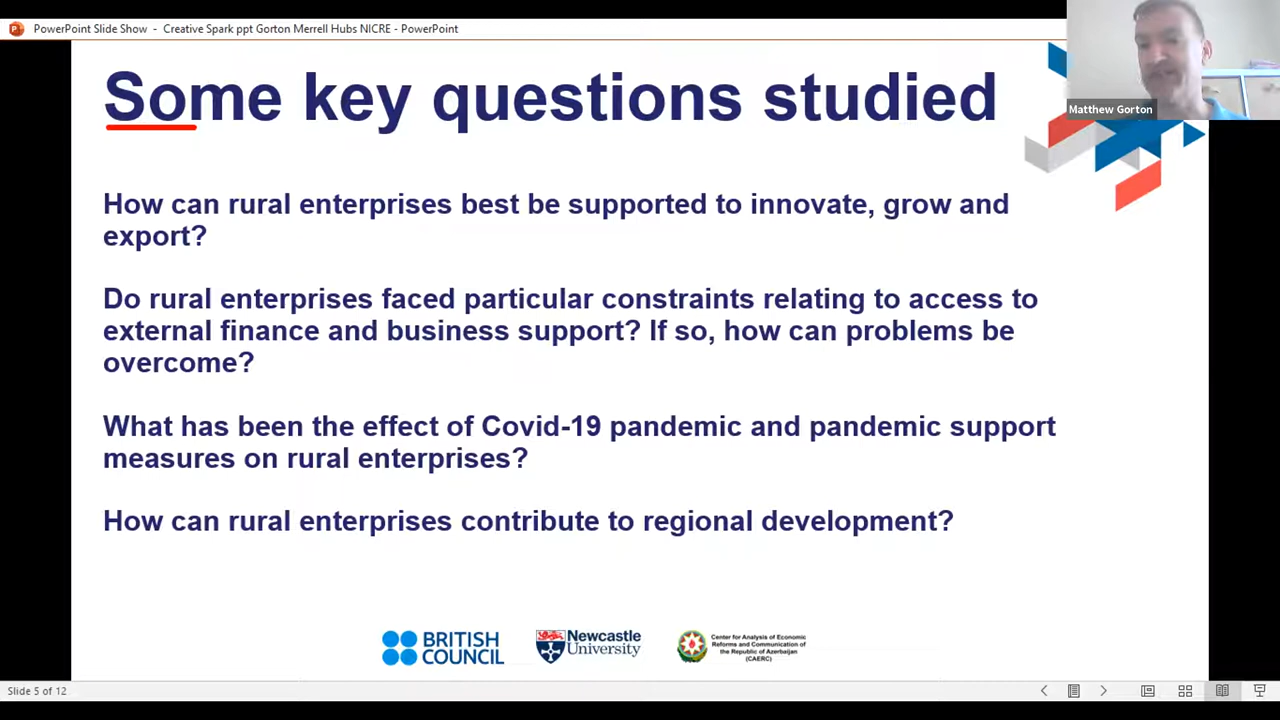 PowerPoint Slide Show - Creative Spark ppt Gorton Merrell Hubs NICRE - PowerPoint
Matthew Gorton
Some key questions studied
How can rural enterprises best be supported to innovate, grow and
export?
Do rural enterprises faced particular constraints relating to access to
external finance and business support? If so, how can problems be
overcome?
What has been the effect of Covid-19 pandemic and pandemic support
measures on rural enterprises?
How can rural enterprises contribute to regional development?
BRITISH
COUNCIL
Newcastle
University
Center for Analysis of Economic
Reforms and Communication of
the Republic of Azerbaijan
(CAERC)
Slide 5 of 12